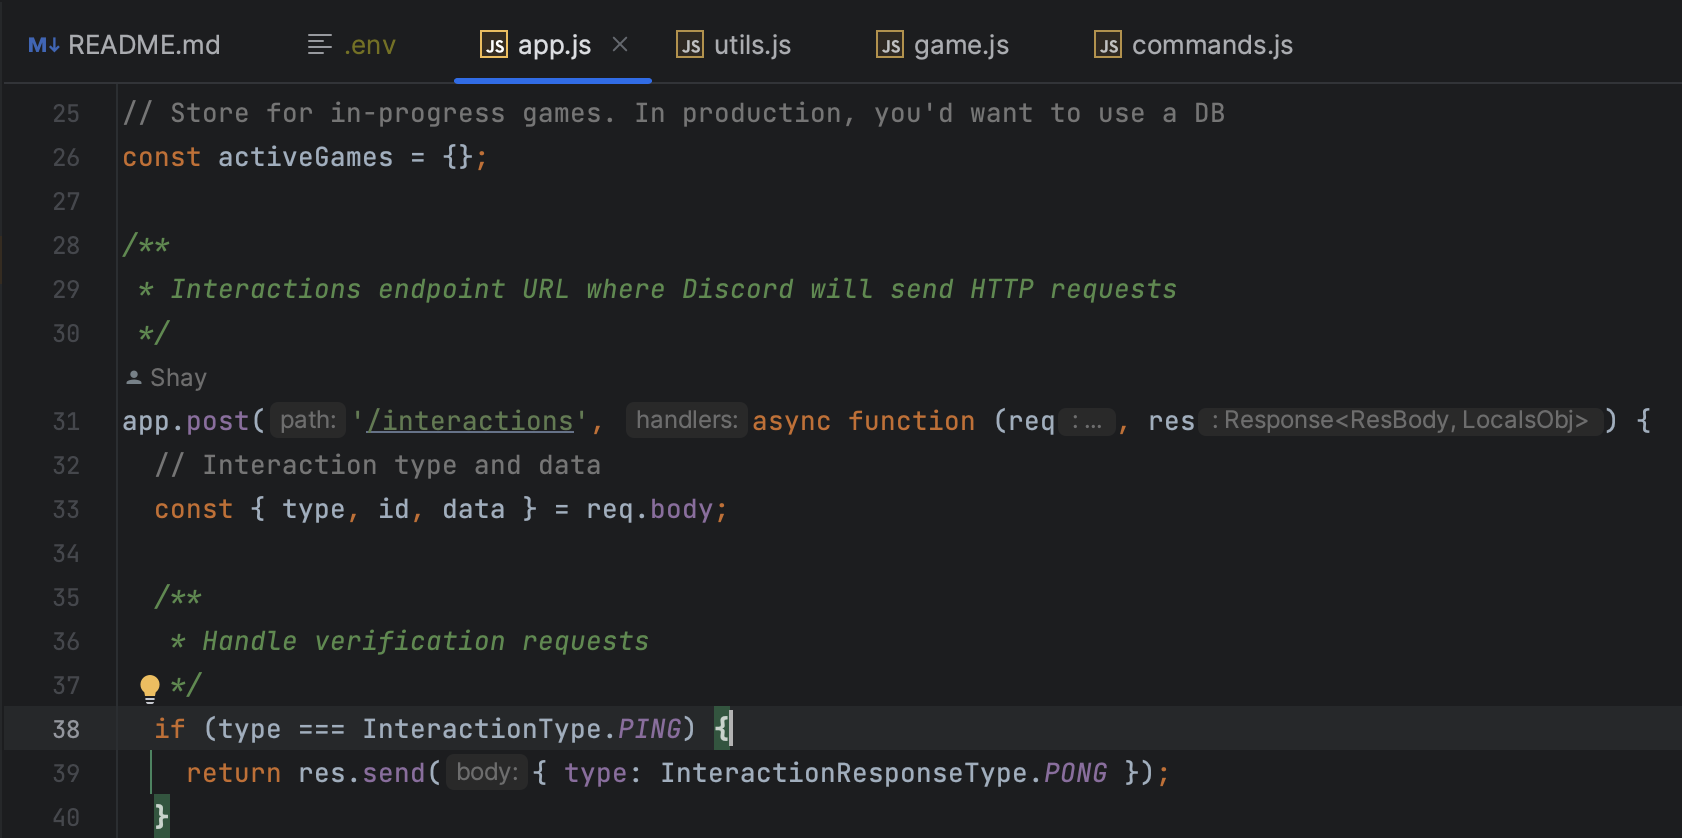 M↓ README.md .env JS app.js × JS utils.js JS game.js JS commands.js
25 // Store for in-progress games. In production, you'd want to use a DB
26 const activeGames = {};
27
28 /**
29 * Interactions endpoint URL where Discord will send HTTP requests
30 */
Shay
31 app.post( path: '/interactions', handlers: async function (req : ... , res : Response<ResBody, LocalsObj> ) {
32 // Interaction type and data
33 const { type, id, data } = req.body;
34
35 /**
36 * Handle verification requests
37 */
38 if (type === InteractionType.PING) {
39 return res.send( body: { type: InteractionResponseType.PONG });
40 }